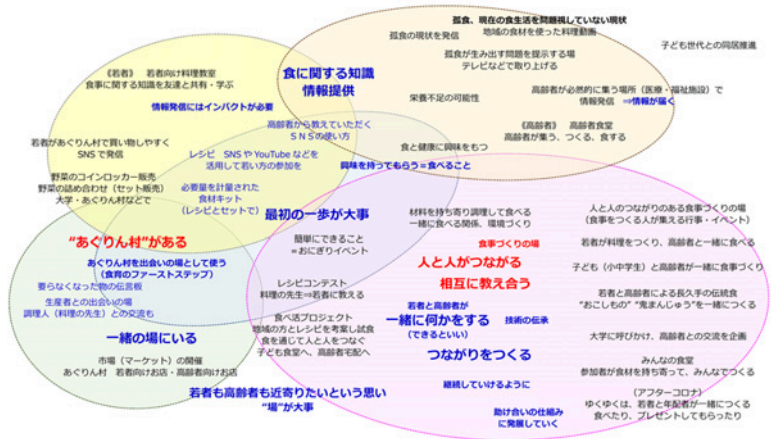 孤食、現在の食生活を問題視していない現状
孤食の現状を発信
地域の食材を使った料理動画
子ども世代との同居推進
孤食が生み出す問題を提示する場
テレビなどで取り上げる
《若者》 若者向け料理教室
食事に関する知識を友達と共有・学ぶ
食に関する知識
情報提供
高齢者が必然的に集う場所（医療・福祉施設）で
情報発信 ⇒情報が届く
栄養不足の可能性
情報発信にはインパクトが必要
《高齢者》 高齢者食堂
高齢者が集う、つくる、食する
高齢者から教えていただく
SNSの使い方
若者があぐりん村で買い物しやすく
SNSで発信
食と健康に興味をもつ
レシピ SNSやYouTubeなどを
活用して若い方の参加を
興味を持ってもらう＝食べること
野菜のコインロッカー販売
野菜の詰め合わせ（セット販売）
大学・あぐりん村などで
必要量を計量された
食材キット
（レシピとセットで）
最初の一歩が大事
材料を持ち寄り調理して食べる
一緒に食べる関係、環境づくり
人と人とのつながりのある食事づくりの場
（食事をつくる人が集える行事・イベント）
“あぐりん村”がある
簡単にできること
＝おにぎりイベント
食事づくりの場
若者が料理をつくり、高齢者と一緒に食べる
人と人がつながる
相互に教え合う
あぐりん村を出会いの場として使う
（食育のファーストステップ）
子ども（小中学生）と高齢者が一緒に食事づくり
要らなくなった物の伝言板
レシピコンテスト
料理の先生⇒若者に教える
生産者との出会いの場
調理人（料理の先生）との交流も
若者と高齢者が
一緒に何かをする
（できるといい）
技術の伝承
若者と高齢者による長久手の伝統食
“おこしもの” “鬼まんじゅう”を一緒につくる
食べ活プロジェクト
地域の方とレシピを考案し試食
食を通じて人と人をつなぐ
子ども食堂へ、高齢者宅配へ
一緒の場にいる
大学に呼びかけ、高齢者との交流を企画
つながりをつくる
市場（マーケット）の開催
あぐりん村 若者向けお店・高齢者向けお店
みんなの食堂
参加者が食材を持ち寄って、みんなでつくる
継続していけるように
若者も高齢者も近寄りたいという思い
“場”が大事
（アフターコロナ）
ゆくゆくは、若者と年配者が一緒につくる
食べたり、プレゼントしてもらったり
助け合いの仕組み
に発展していく